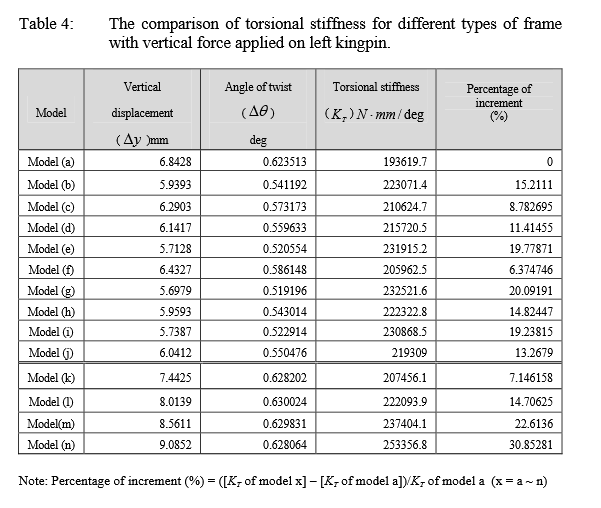 Table 4: The comparison of torsional stiffness for different types of frame
with vertical force applied on left kingpin.
Model Vertical displacement (Δy )mm Angle of twist (Δθ) deg Torsional stiffness (K_T) N·mm/deg Percentage of increment (%)
Model (a) 6.8428 0.623513 193619.7 0
Model (b) 5.9393 0.541192 223071.4 15.2111
Model (c) 6.2903 0.573173 210624.7 8.782695
Model (d) 6.1417 0.559633 215720.5 11.41455
Model (e) 5.7128 0.520554 231915.2 19.77871
Model (f) 6.4327 0.586148 205962.5 6.374746
Model (g) 5.6979 0.519196 232521.6 20.09191
Model (h) 5.9593 0.543014 222322.8 14.82447
Model (i) 5.7387 0.522914 230868.5 19.23815
Model (j) 6.0412 0.550476 219309 13.2679
Model (k) 7.4425 0.628202 207456.1 7.146158
Model (l) 8.0139 0.630024 222093.9 14.70625
Model(m) 8.5611 0.629831 237404.1 22.6136
Model (n) 9.0852 0.628064 253356.8 30.85281
Note: Percentage of increment (%) = ([K_T of model x] – [K_T of model a])/K_T of model a (x = a ~ n)